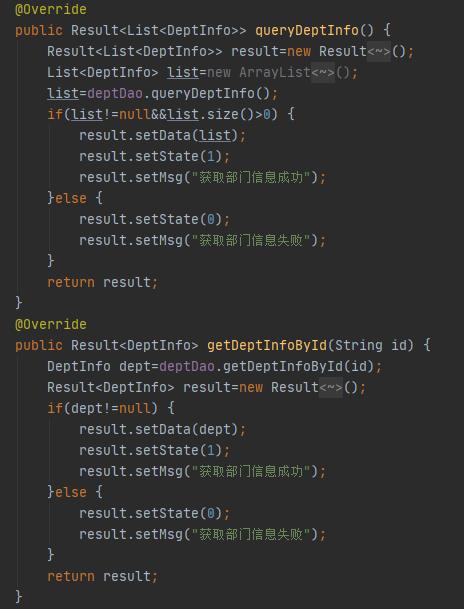 @Override
public Result<List<DeptInfo>> queryDeptInfo() {
    Result<List<DeptInfo>> result=new Result<~>();
    List<DeptInfo> list=new ArrayList<~>();
    list=deptDao.queryDeptInfo();
    if(list!=null&&list.size()>0) {
        result.setData(list);
        result.setState(1);
        result.setMsg("获取部门信息成功");
    }else {
        result.setState(0);
        result.setMsg("获取部门信息失败");
    }
    return result;
}
@Override
public Result<DeptInfo> getDeptInfoById(String id) {
    DeptInfo dept=deptDao.getDeptInfoById(id);
    Result<DeptInfo> result=new Result<~>();
    if(dept!=null) {
        result.setData(dept);
        result.setState(1);
        result.setMsg("获取部门信息成功");
    }else {
        result.setState(0);
        result.setMsg("获取部门信息失败");
    }
    return result;
}